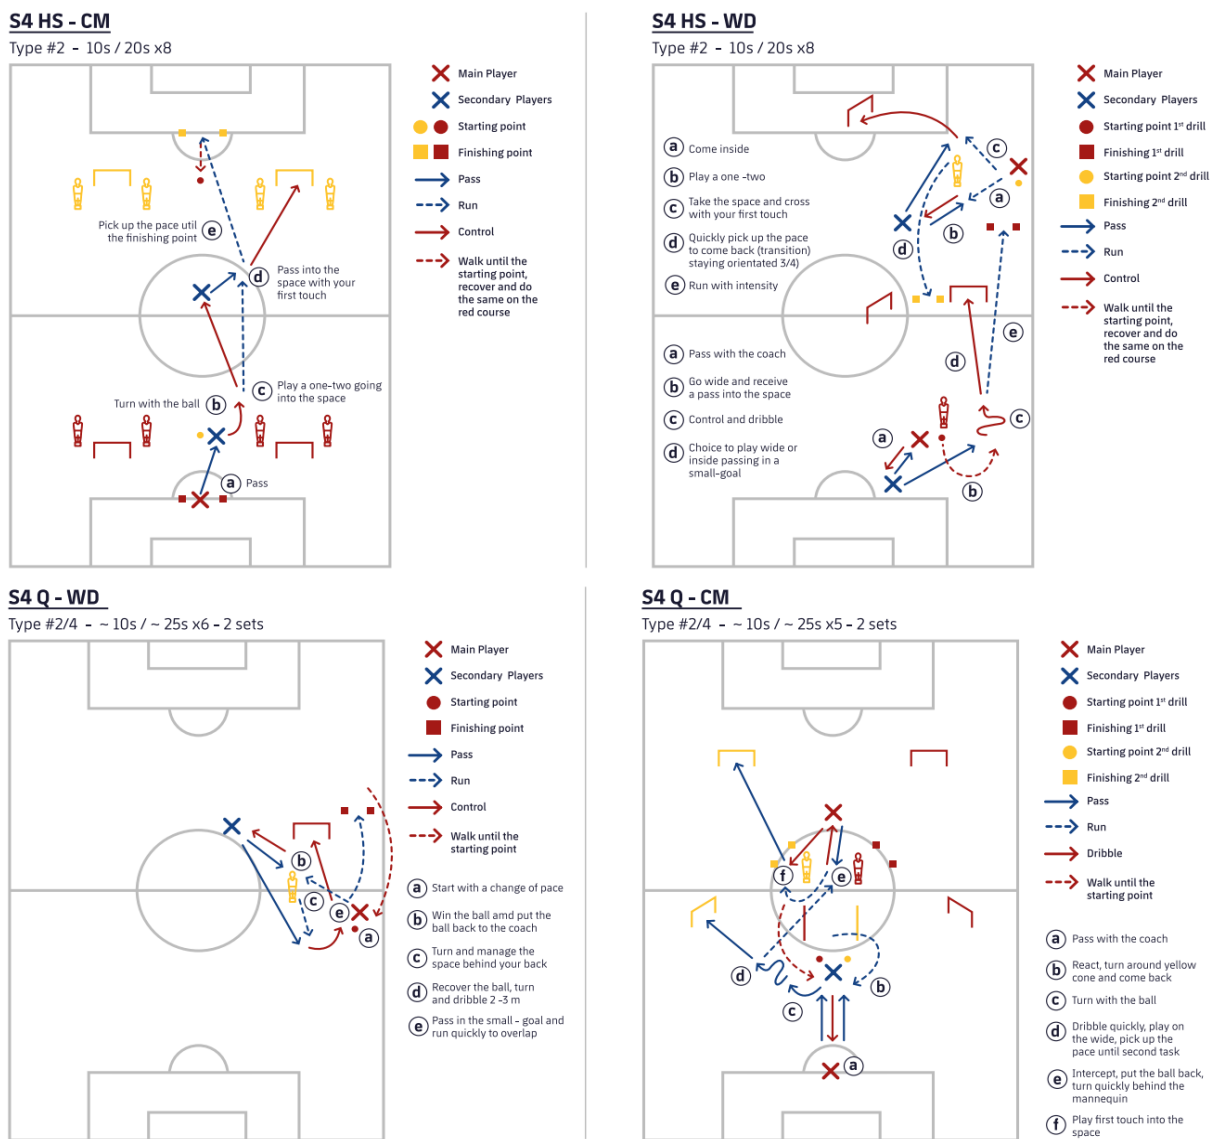 S4 HS - CM
Type #2 - 10s / 20s x8
Main Player
Secondary Players
Starting point
Finishing point
Pass
Run
Control
Walk until the
starting point,
recover and do
the same on the
red course
Pick up the pace util
the finishing point
e
d
Pass into the
space with your
first touch
c
Play a one-two going
into the space
Turn with the ball
b
a
Pass
S4 HS - WD
Type #2 - 10s / 20s x8
Main Player
Secondary Players
Starting point 1st drill
Finishing 1st drill
Starting point 2nd drill
Finishing 2nd drill
Pass
Run
Control
Walk until the
starting point,
recover and do
the same on the
red course
a
Come inside
b
Play a one -two
c
Take the space and cross
with your first touch
d
Quickly pick up the pace
to come back (transition)
staying orientated 3/4)
e
Run with intensity
a
Pass with the coach
b
Go wide and receive
a pass into the space
c
Control and dribble
d
Choice to play wide or
inside passing in a
small-goal
c
a
b
d
e
d
c
a
b
S4 Q - WD
Type #2/4 - ~ 10s / ~ 25s x6 - 2 sets
Main Player
Secondary Players
Starting point
Finishing point
Pass
Run
Control
Walk until the
starting point
a
Start with a change of pace
b
Win the ball amd put the
ball back to the coach
c
Turn and manage the
space behind your back
d
Recover the ball, turn
and dribble 2 -3 m
e
Pass in the small - goal and
run quickly to overlap
b
c
e
a
S4 Q - CM
Type #2/4 - ~ 10s / ~ 25s x5 - 2 sets
Main Player
Secondary Players
Starting point 1st drill
Finishing 1st drill
Starting point 2nd drill
Finishing 2nd drill
Pass
Run
Dribble
Walk until the
starting point
a
Pass with the coach
b
React, turn around yellow
cone and come back
c
Turn with the ball
d
Dribble quickly, play on
the wide, pick up the
pace until second task
e
Intercept, put the ball back,
turn quickly behind the
mannequin
f
Play first touch into the
space
f
e
d
b
c
a